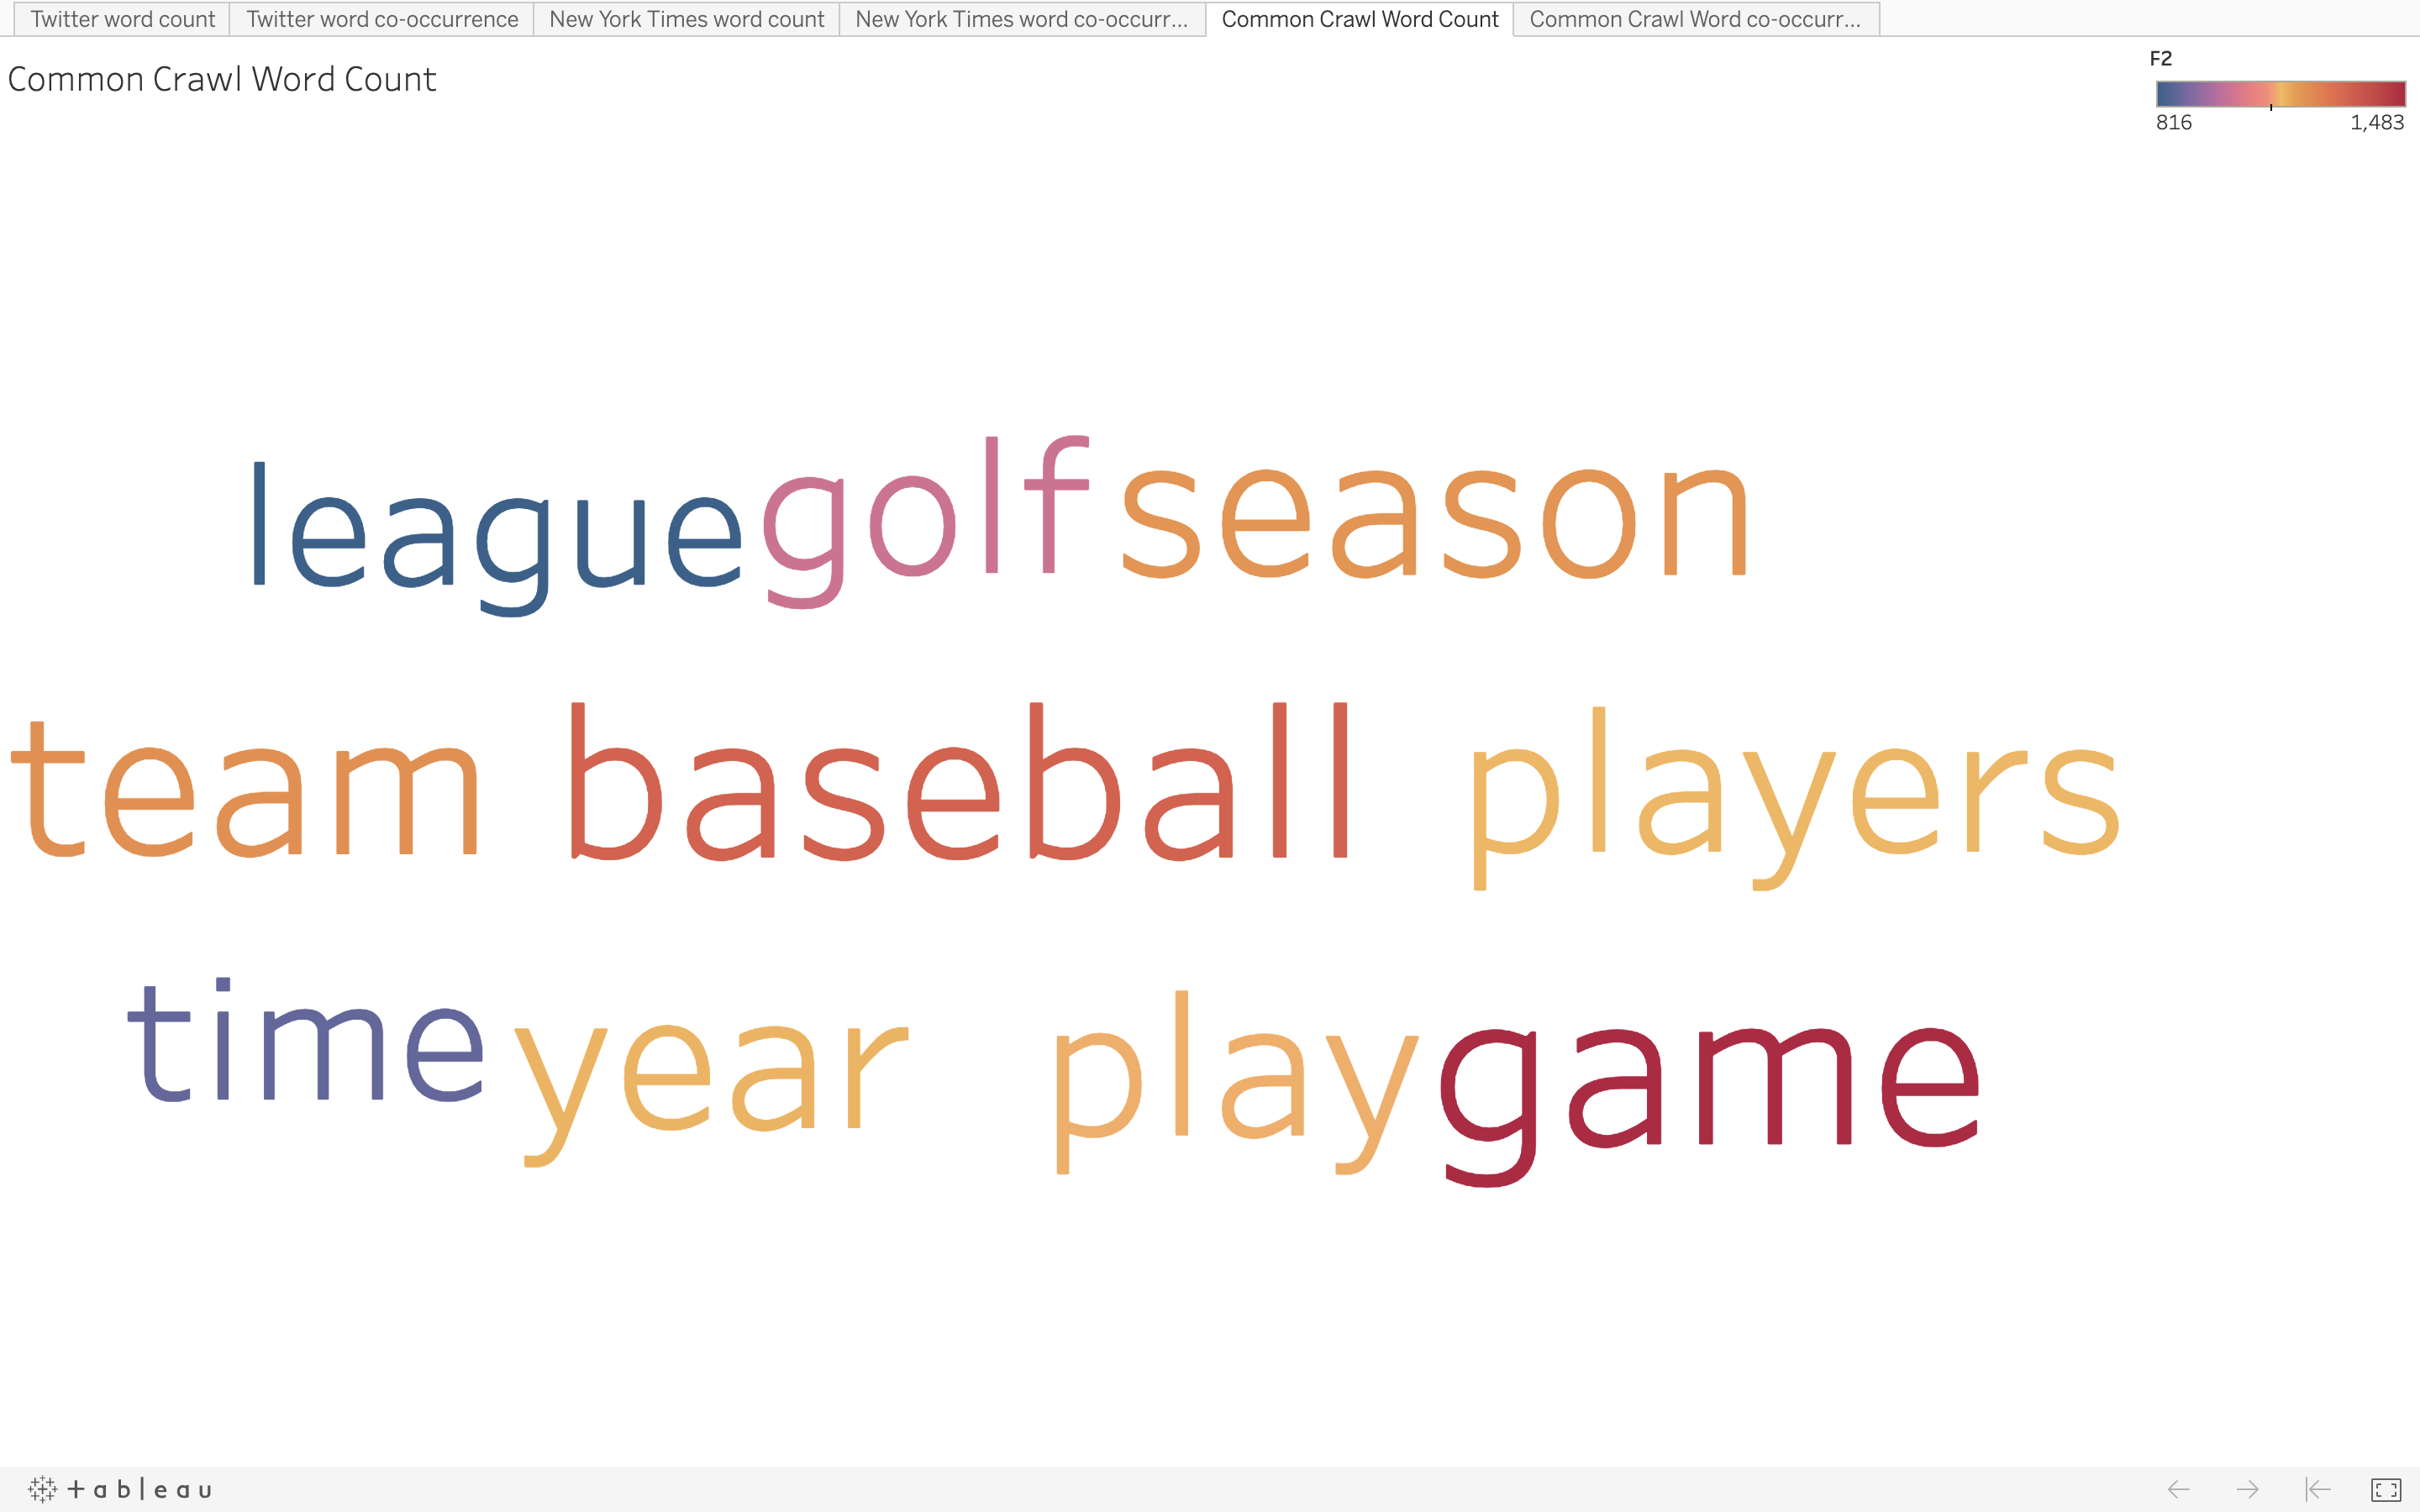 Twitter word count Twitter word co-occurrence New York Times word count New York Times word co-occurr... Common Crawl Word Count Common Crawl Word co-occurr...
Common Crawl Word Count
F2
816 1,483
league golf season
team baseball players
time year play game
+ableau